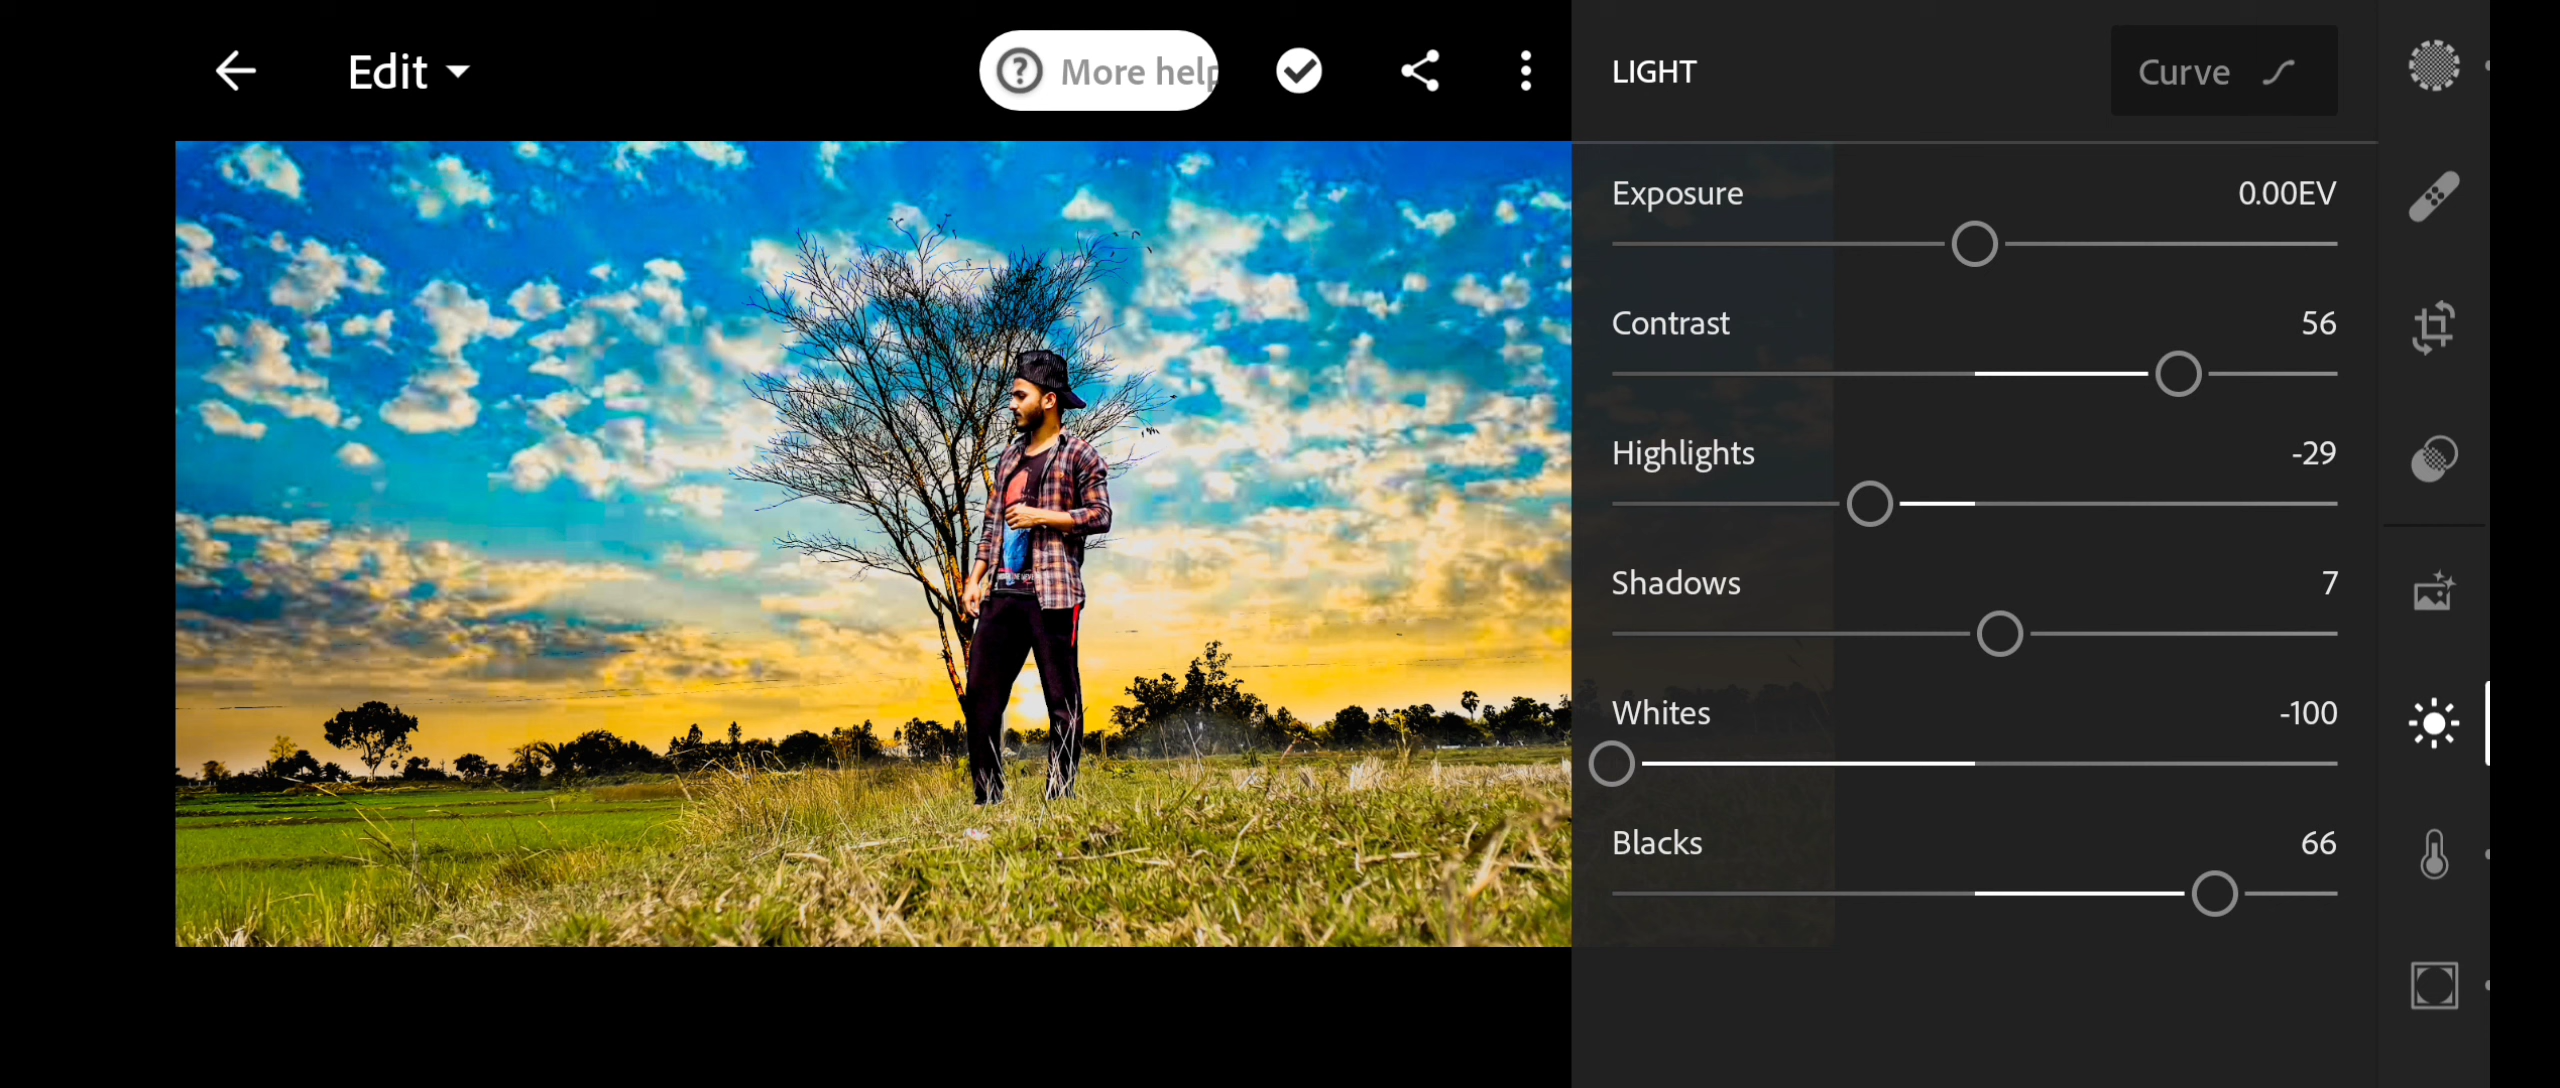 Edit
More help
LIGHT
Curve
Exposure
0.00EV
Contrast
56
Highlights
-29
Shadows
7
Whites
-100
Blacks
66